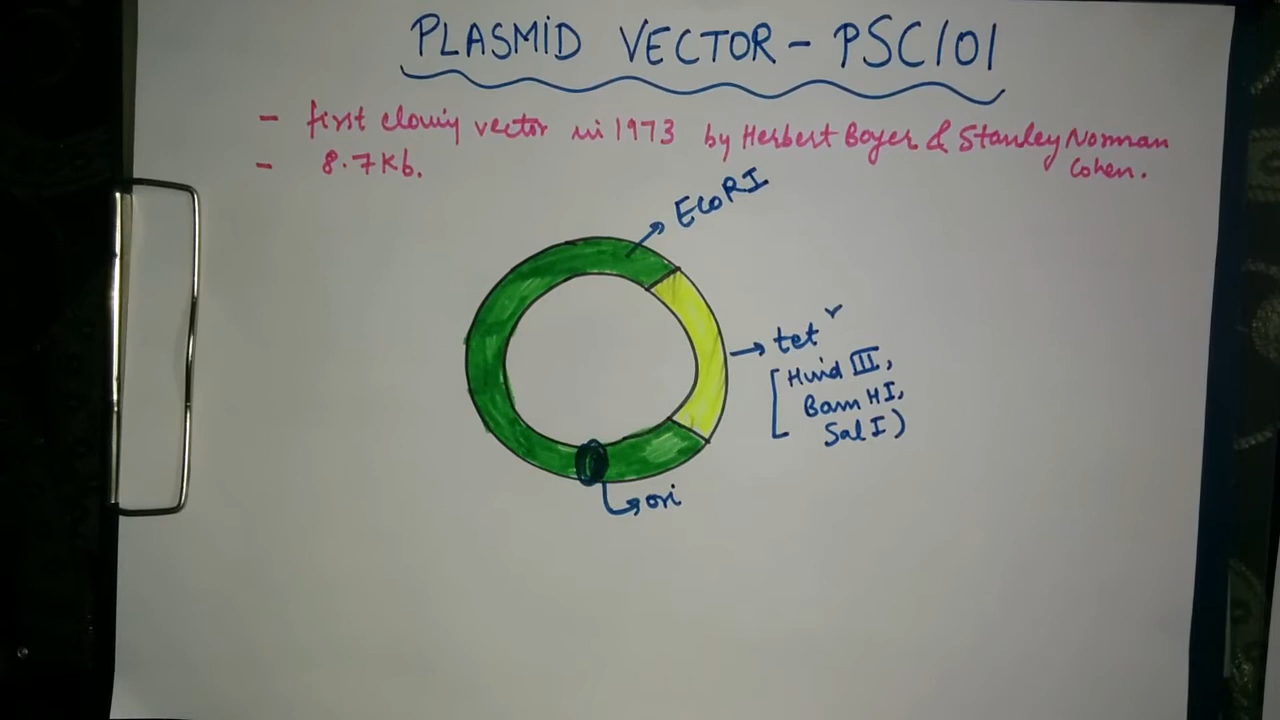 PLASMID VECTOR - PSC101
- first cloning vector in 1973 by Herbert Boyer & Stanley Norman
Cohen.
- 8.7Kb.
EcoRI
→ tet r
[Hind III,
Bam HI,
Sal I)
ori